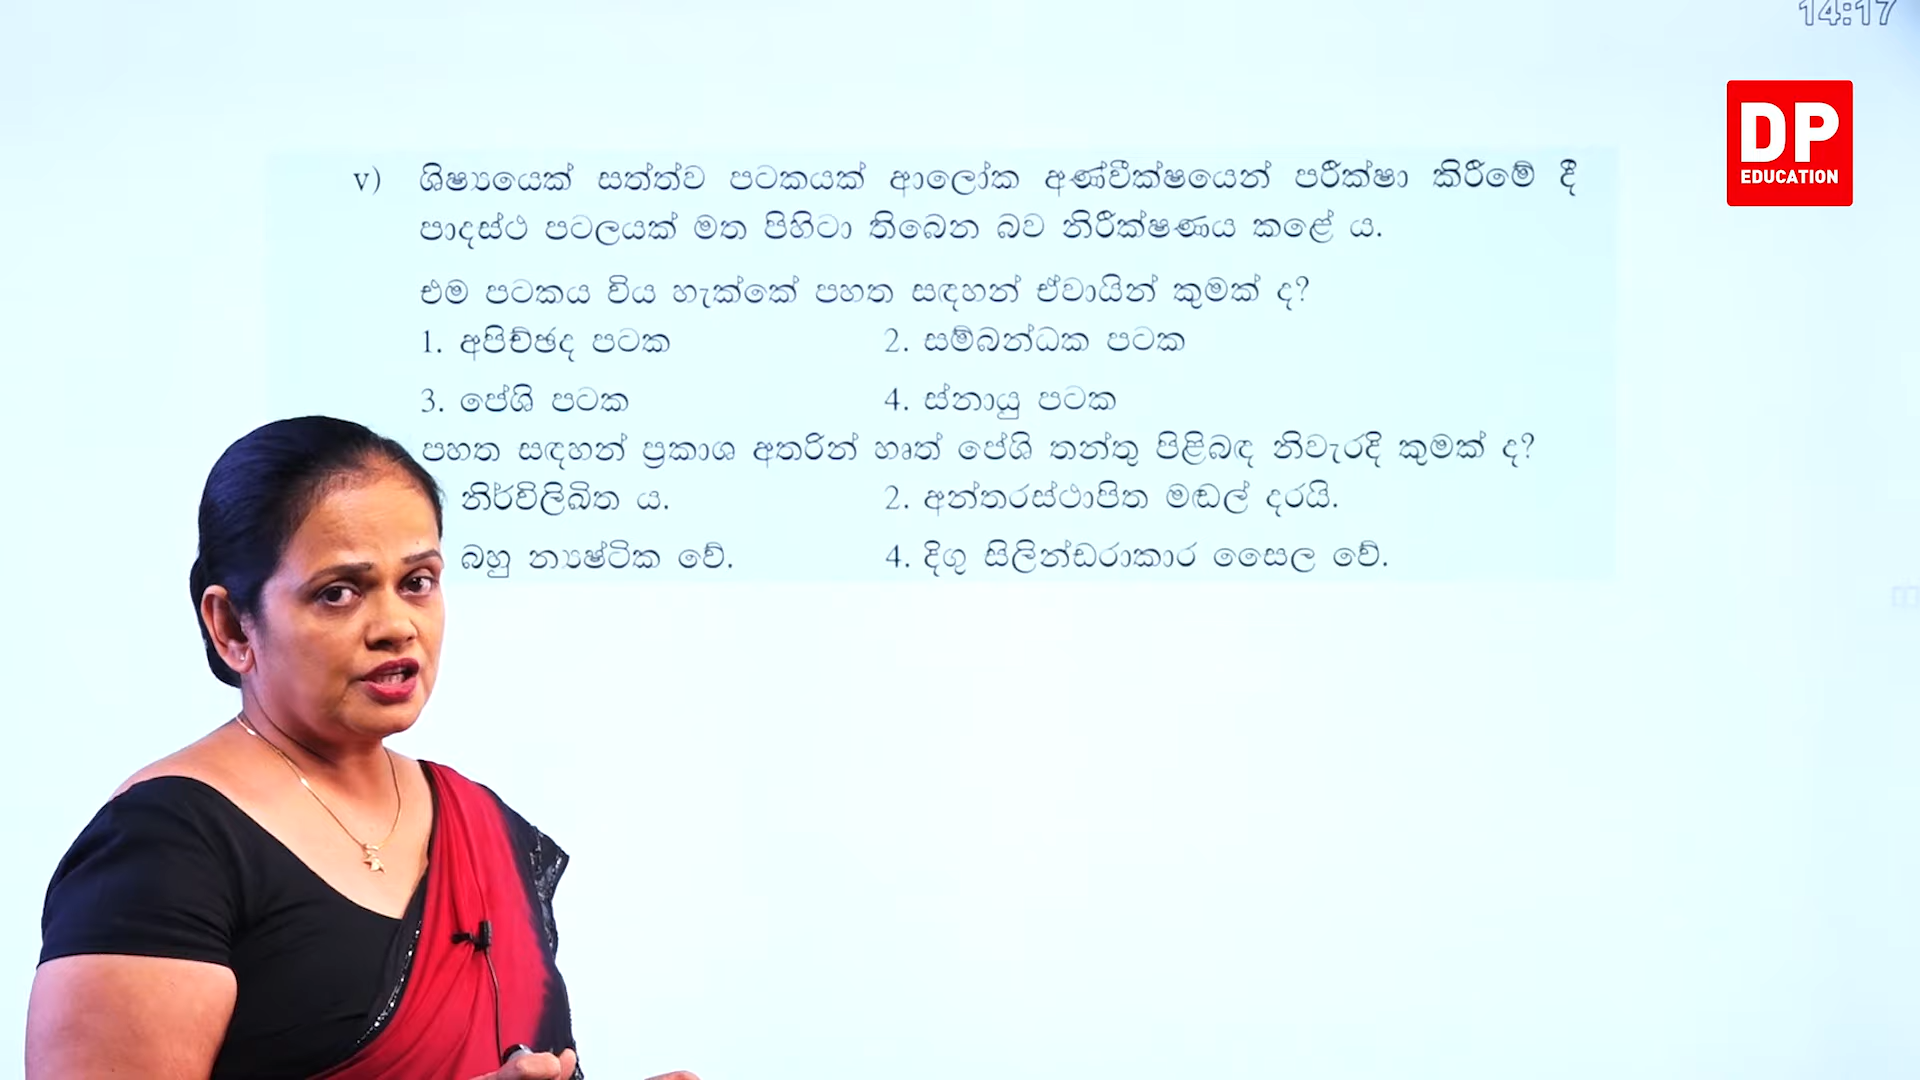 14:17
DP
EDUCATION
v) ශිෂ්‍යයෙක් සත්ත්ව පටකයක් ආලෝක අණ්වීක්ෂයෙන් පරීක්ෂා කිරීමේ දී
පාදස්ථ පටලයක් මත පිහිටා තිබෙන බව නිරීක්ෂණය කළේ ය.
එම පටකය විය හැක්කේ පහත සඳහන් ඒවායින් කුමක් ද?
1. අපිච්ඡද පටක 2. සම්බන්ධක පටක
3. පේශි පටක 4. ස්නායු පටක
පහත සඳහන් ප්‍රකාශ අතරින් හෘත් පේශි තන්තු පිළිබඳ නිවැරදි කුමක් ද?
නිර්විලිඛිත ය. 2. අන්තරස්ථාපිත මඬල් දරයි.
බහු න්‍යෂ්ටික වේ. 4. දිගු සිලින්ඩරාකාර සෛල වේ.